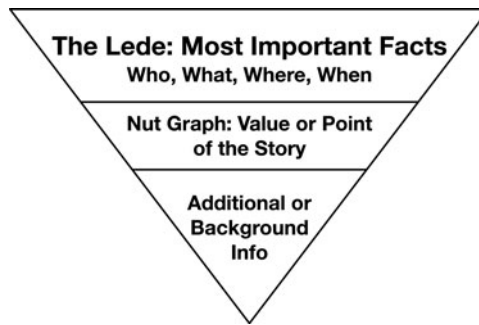 The Lede: Most Important Facts
Who, What, Where, When
Nut Graph: Value or Point
of the Story
Additional or
Background
Info